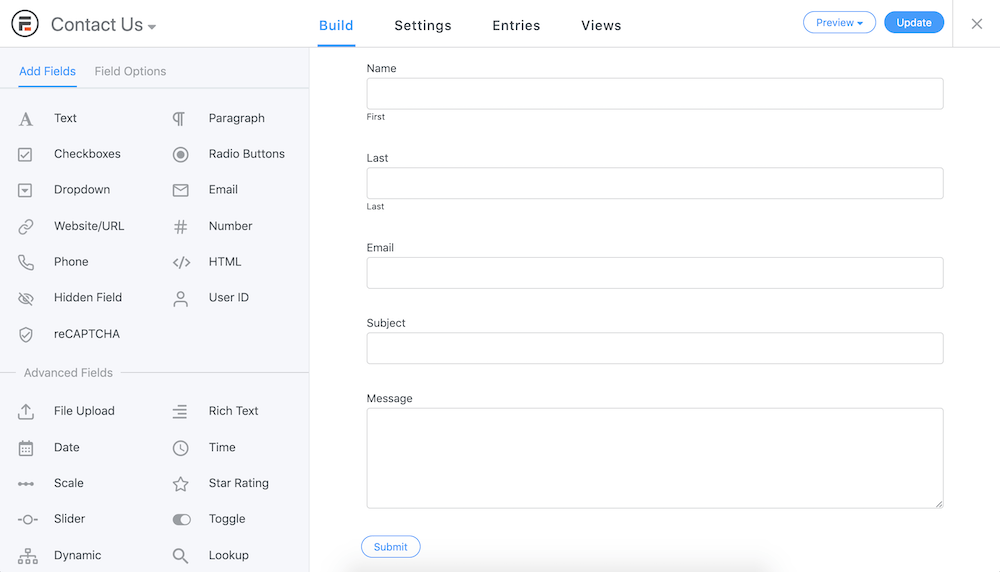 Contact Us
Build Settings Entries Views
Preview
Update
Add Fields Field Options
Text Paragraph
Checkboxes Radio Buttons
Dropdown Email
Website/URL Number
Phone HTML
Hidden Field User ID
reCAPTCHA
Advanced Fields
File Upload Rich Text
Date Time
Scale Star Rating
Slider Toggle
Dynamic Lookup
Name
First
Last
Last
Email
Subject
Message
Submit